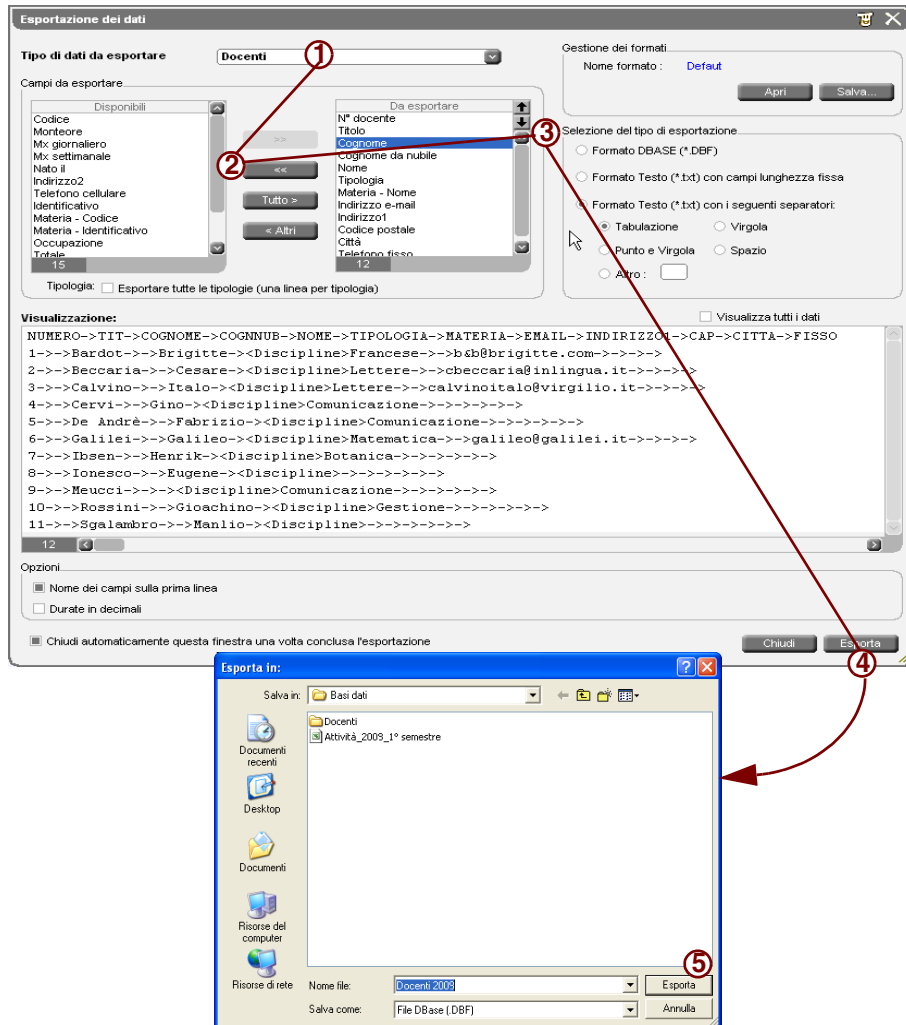 Esportazione dei dati
Tipo di dati da esportare
Docenti
1
Campi da esportare
Disponibili
Codice
Monteore
Mx giornaliero
Mx settimanale
Nato il
Indirizzo2
Telefono cellulare
Identificativo
Materia - Codice
Materia - Identificativo
Occupazione
Totale
15
>>
2
<<
Tutto >
< Altri
Da esportare
N° docente
Titolo
Cognome
Cognome da nubile
Nome
Tipologia
Materia - Nome
Indirizzo e-mail
Indirizzo1
Codice postale
Città
Telefono fisso
12
3
Tipologia: Esportare tutte le tipologie (una linea per tipologia)
Gestione dei formati
Nome formato : Defaut
Apri Salva...
Selezione del tipo di esportazione
Formato DBASE (*.DBF)
Formato Testo (*.txt) con campi lunghezza fissa
Formato Testo (*.txt) con i seguenti separatori:
Tabulazione Virgola
Punto e Virgola Spazio
Altro :
Visualizzazione:
Visualizza tutti i dati
NUMERO->TIT->COGNOME->COGNNUB->NOME->TIPOLOGIA->MATERIA->EMAIL->INDIRIZZO1->CAP->CITTA->FISSO
1->->Bardot->->Brigitte-><Discipline>Francese->->b&b@brigitte.com->->->->
2->->Beccaria->->Cesare-><Discipline>Lettere->->cbeccaria@inlingua.it->->->->
3->->Calvino->->Italo-><Discipline>Lettere->->calvinoitalo@virgilio.it->->->->
4->->Cervi->->Gino-><Discipline>Comunicazione->->->->->->
5->->De Andrè->->Fabrizio-><Discipline>Comunicazione->->->->->->
6->->Galilei->->Galileo-><Discipline>Matematica->->galileo@galilei.it->->->->
7->->Ibsen->->Henrik-><Discipline>Botanica->->->->->->
8->->Ionesco->->Eugene-><Discipline>->->->->->->
9->->Meucci->->-><Discipline>Comunicazione->->->->->->
10->->Rossini->->Gioachino-><Discipline>Gestione->->->->->->
11->->Sgalambro->->Manlio-><Discipline>->->->->->->
12
Opzioni
Nome dei campi sulla prima linea
Durate in decimali
Chiudi automaticamente questa finestra una volta conclusa l'esportazione
Chiudi Esporta
4
Esporta in:
Salva in: Basi dati
Documenti recenti
Desktop
Documenti
Risorse del computer
Risorse di rete
Docenti
Attività_2009_1° semestre
5
Nome file: Docenti 2009 Esporta
Salva come: File DBase (.DBF) Annulla